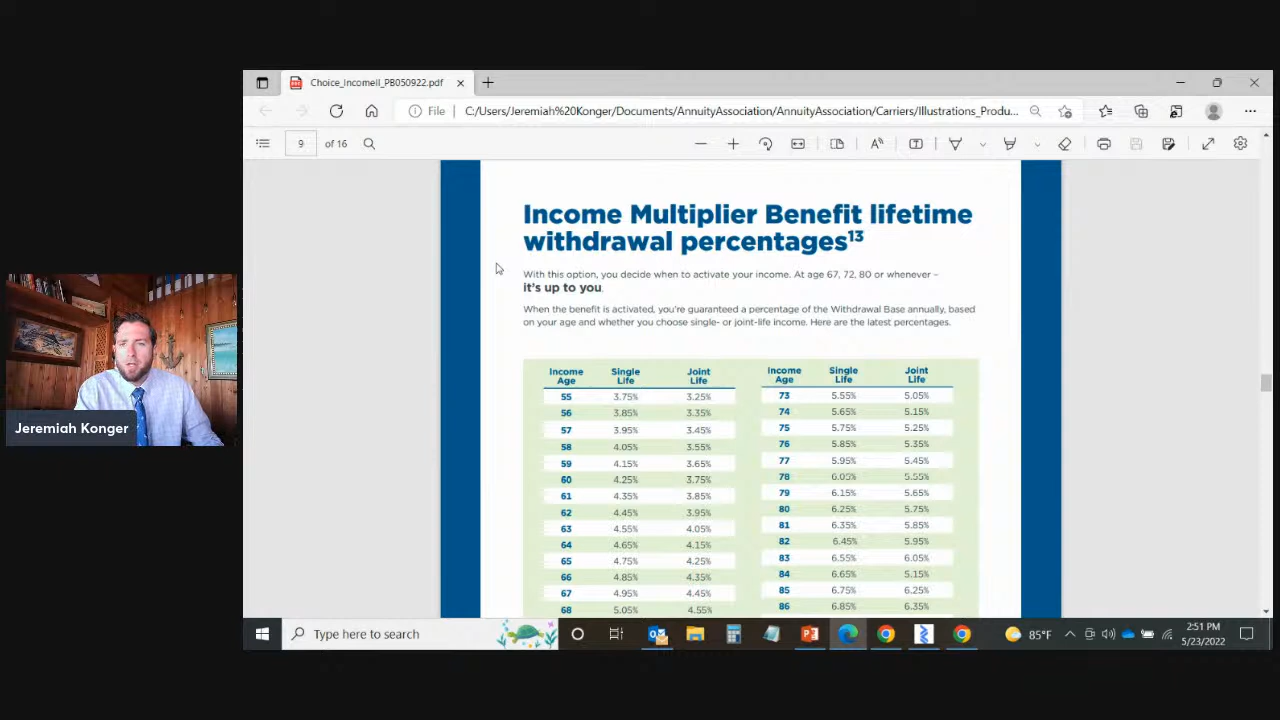 Choice_IncomeII_PB050922.pdf
File
C:/Users/Jeremiah%20Konger/Documents/AnnuityAssociation/AnnuityAssociation/Carriers/Illustrations_Produ...
9 of 16
Income Multiplier Benefit lifetime
withdrawal percentages13
With this option, you decide when to activate your income. At age 67, 72, 80 or whenever –
it's up to you.
When the benefit is activated, you're guaranteed a percentage of the Withdrawal Base annually, based
on your age and whether you choose single- or joint-life income. Here are the latest percentages.
Income Age Single Life Joint Life
55 3.75% 3.25%
56 3.85% 3.35%
57 3.95% 3.45%
58 4.05% 3.55%
59 4.15% 3.65%
60 4.25% 3.75%
61 4.35% 3.85%
62 4.45% 3.95%
63 4.55% 4.05%
64 4.65% 4.15%
65 4.75% 4.25%
66 4.85% 4.35%
67 4.95% 4.45%
68 5.05% 4.55%
Income Age Single Life Joint Life
73 5.55% 5.05%
74 5.65% 5.15%
75 5.75% 5.25%
76 5.85% 5.35%
77 5.95% 5.45%
78 6.05% 5.55%
79 6.15% 5.65%
80 6.25% 5.75%
81 6.35% 5.85%
82 6.45% 5.95%
83 6.55% 6.05%
84 6.65% 5.15%
85 6.75% 6.25%
86 6.85% 6.35%
Jeremiah Konger
Type here to search
85°F
2:51 PM
5/23/2022